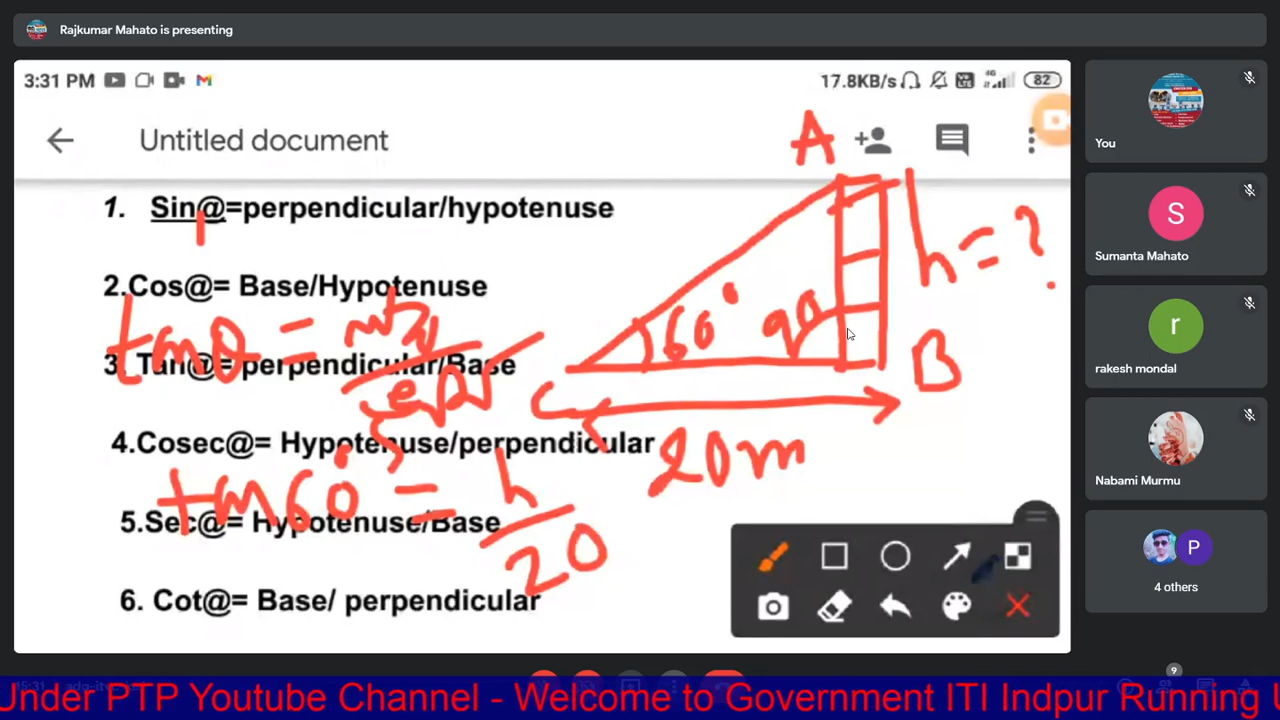 Rajkumar Mahato is presenting
3:31 PM
17.8KB/s
4G
82
Untitled document
1. Sin@=perpendicular/hypotenuse
2.Cos@= Base/Hypotenuse
3. Tan@= perpendicular/Base
4.Cosec@= Hypotenuse/perpendicular
5.Sec@= Hypotenuse/Base
6. Cot@= Base/ perpendicular
A
h = ?
60°
90
B
C
20m
tanθ =
tan60° = h/20
You
S
Sumanta Mahato
r
rakesh mondal
Nabami Murmu
P
4 others
9
Under PTP Youtube Channel - Welcome to Government ITI Indpur Running U